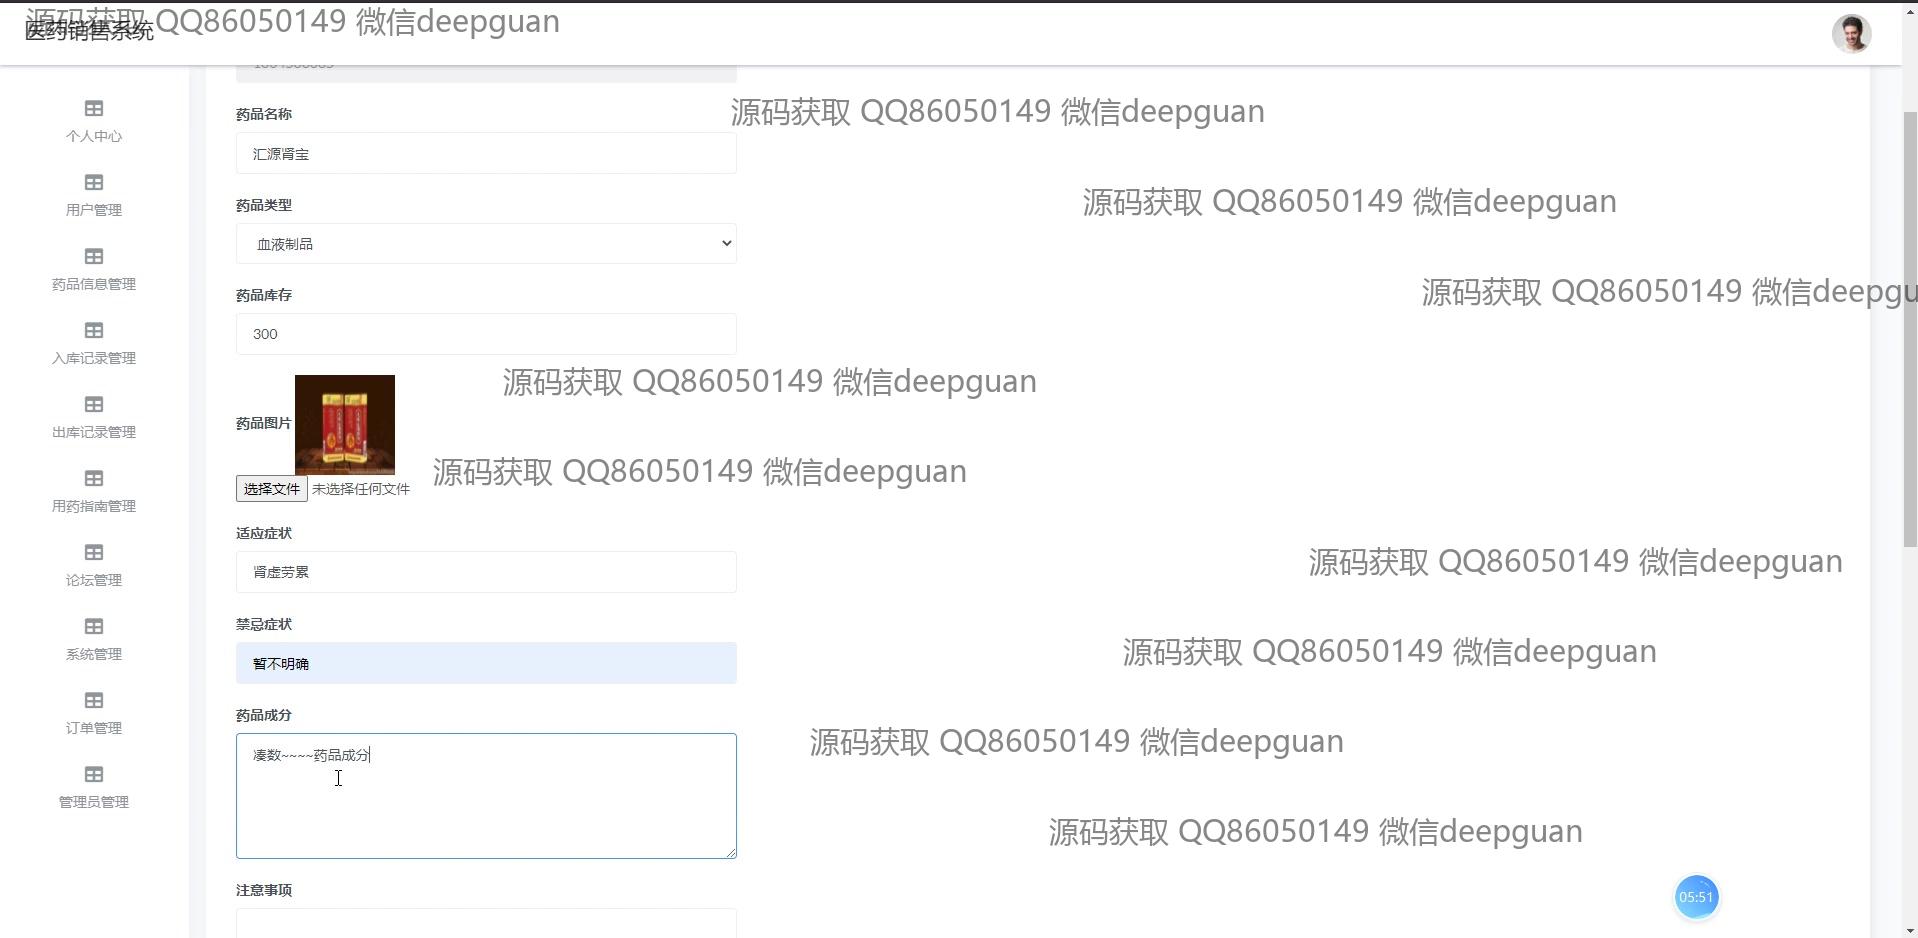 源码获取 QQ86050149 微信deepguan
医药销售系统
个人中心
用户管理
药品信息管理
入库记录管理
出库记录管理
用药指南管理
论坛管理
系统管理
订单管理
管理员管理
药品名称
源码获取 QQ86050149 微信deepguan
汇源肾宝
药品类型
源码获取 QQ86050149 微信deepguan
血液制品
药品库存
源码获取 QQ86050149 微信deepgu
300
源码获取 QQ86050149 微信deepguan
药品图片
源码获取 QQ86050149 微信deepguan
选择文件 未选择任何文件
适应症状
源码获取 QQ86050149 微信deepguan
肾虚劳累
禁忌症状
源码获取 QQ86050149 微信deepguan
暂不明确
药品成分
源码获取 QQ86050149 微信deepguan
凑数~~~~药品成分
源码获取 QQ86050149 微信deepguan
注意事项
05:51